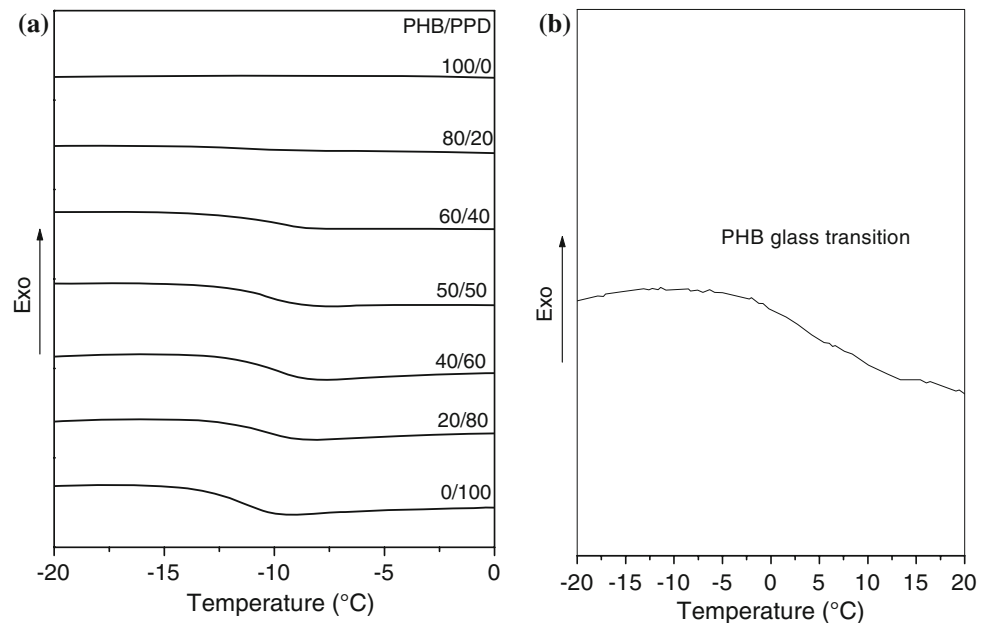 (a)
PHB/PPD
100/0
80/20
60/40
50/50
40/60
20/80
0/100
Exo
-20 -15 -10 -5 0
Temperature (°C)
(b)
PHB glass transition
Exo
-20 -15 -10 -5 0 5 10 15 20
Temperature (°C)